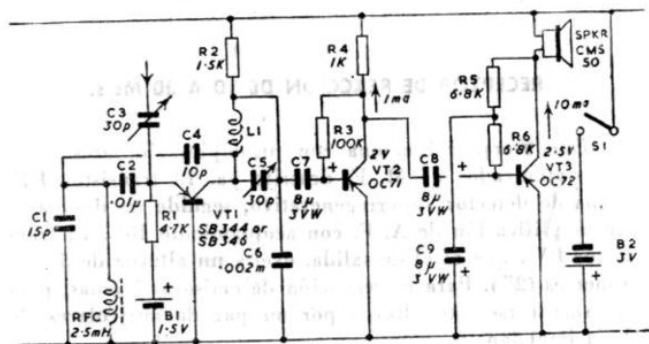 R2
1.5K
R4
1K
SPKR
CMS
50
C3
30p
C4
10p
L1
1ma
R5
6.8K
10ma
R3
100K
R6
6.8K
2.5V
S1
C2
.01µ
C5
30p
C7
8µ
3VW
2V
VT2
OC71
C8
8µ
3VW
VT3
OC72
C1
15p
R1
4.7K
VT1
SB344 or
SB346
C6
.002m
C9
8µ
3VW
B2
3V
RFC
2.5mH
B1
1.5V